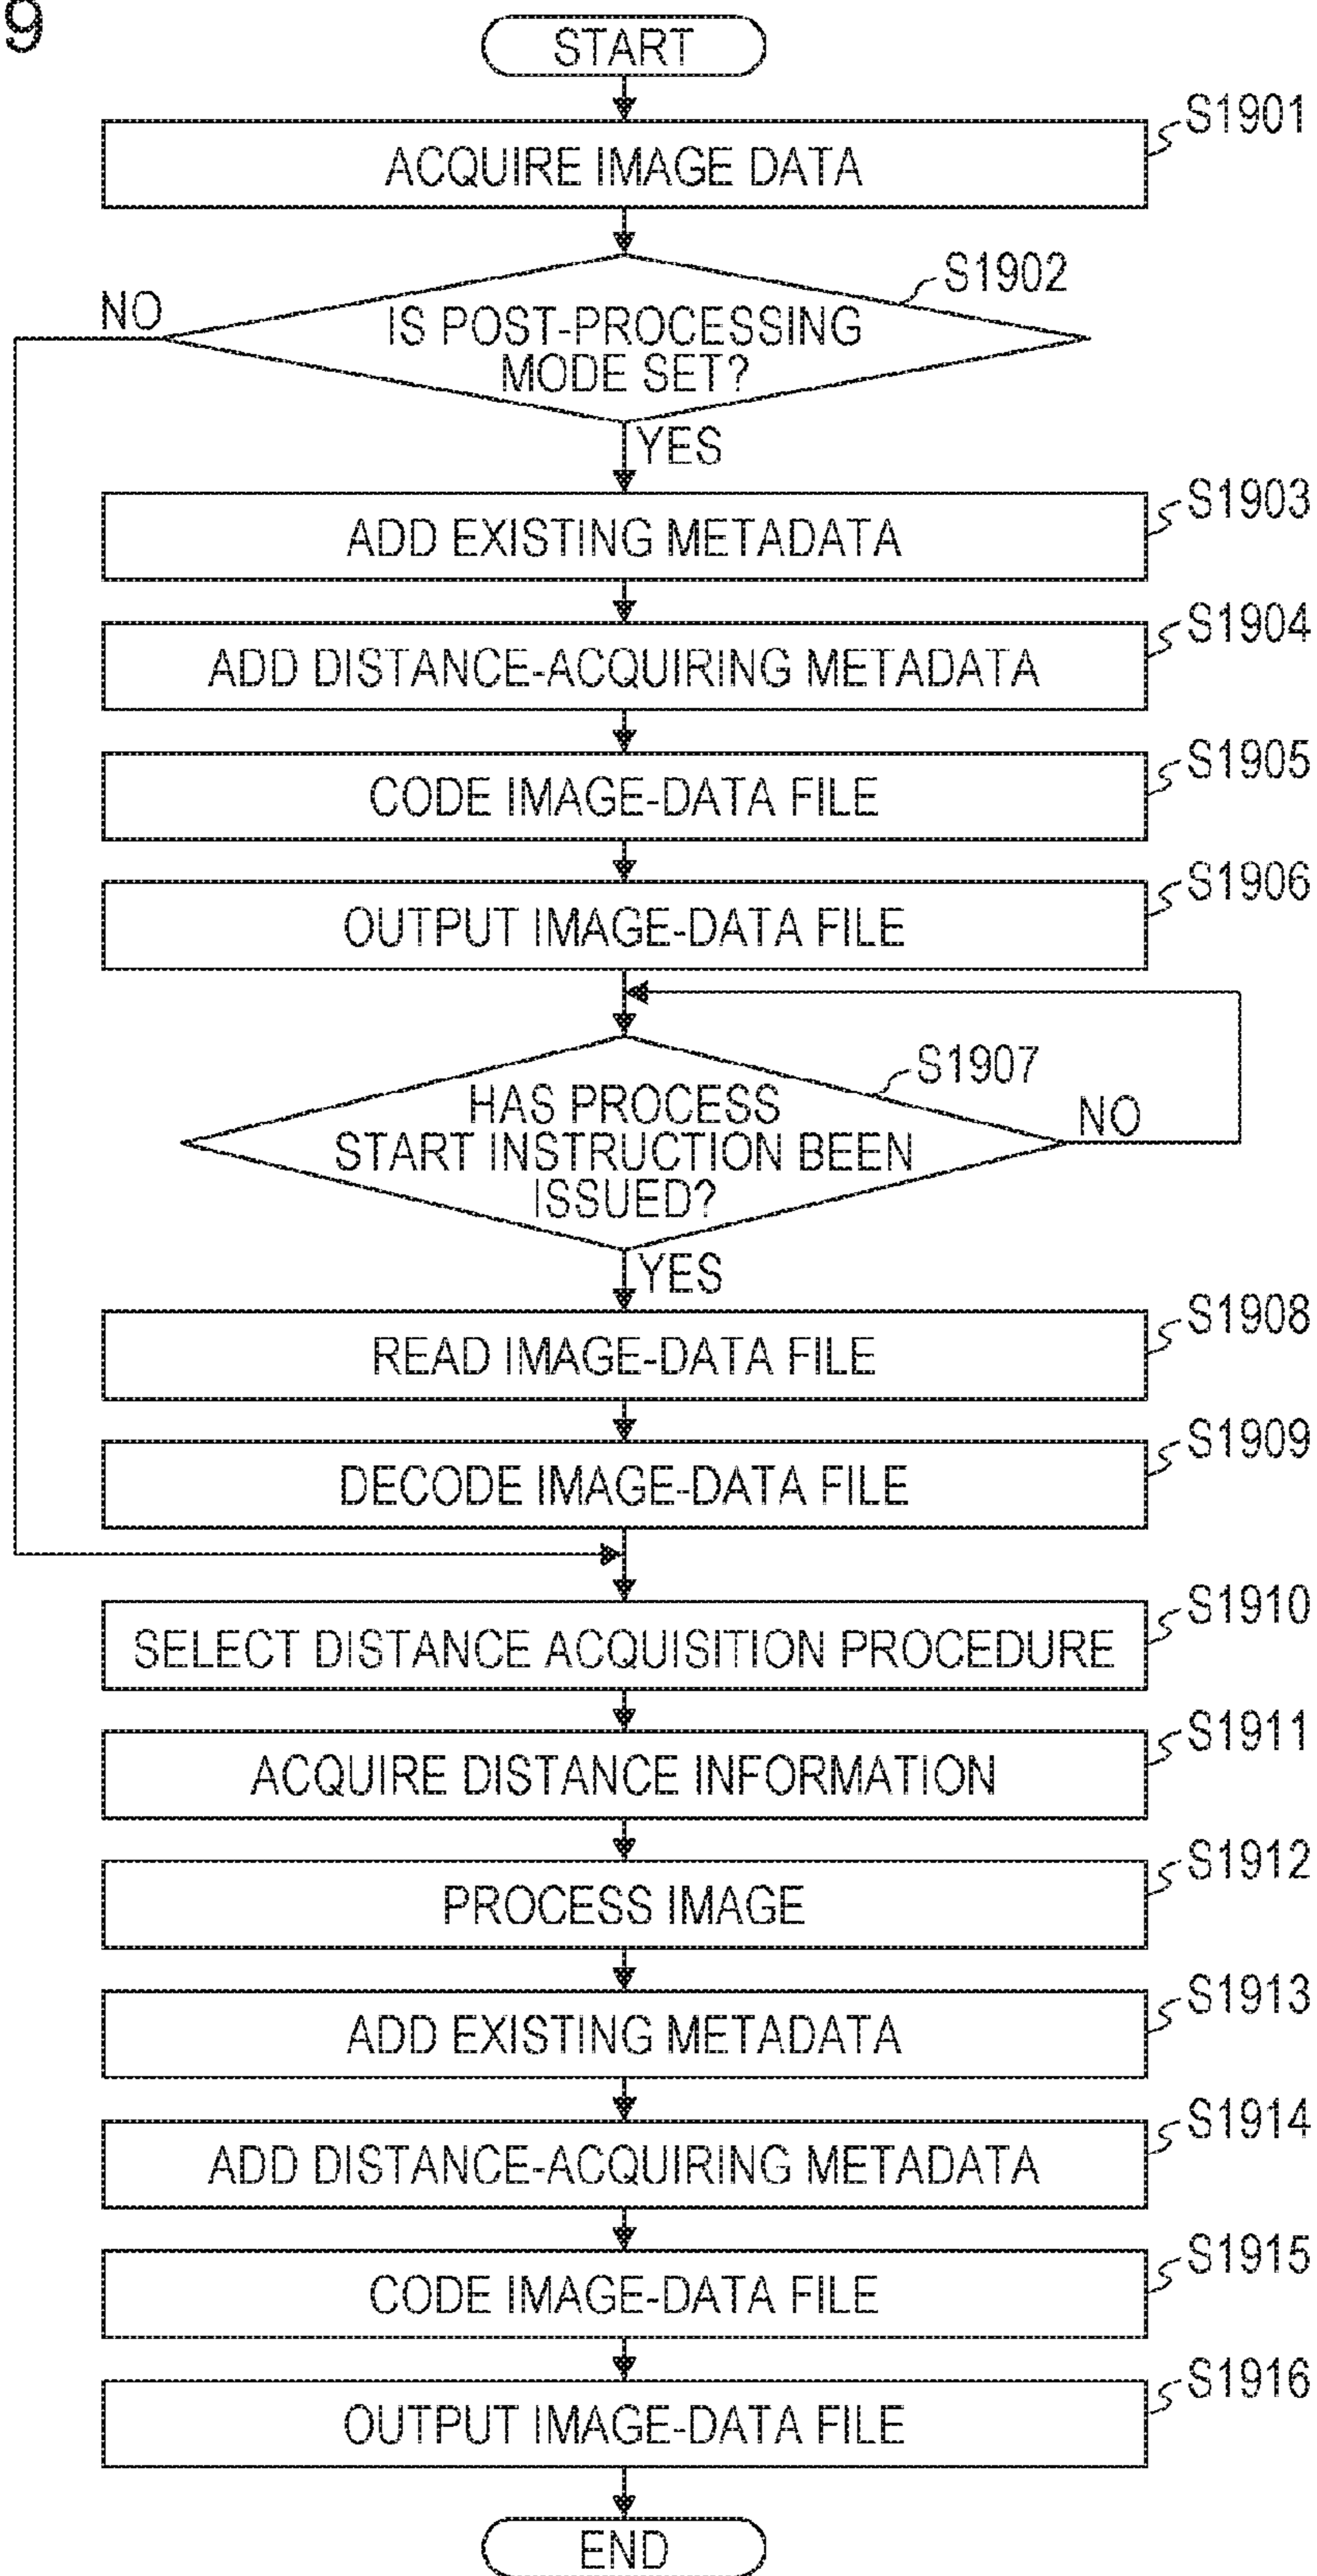 9
START
S1901
ACQUIRE IMAGE DATA
S1902
NO
IS POST-PROCESSING
MODE SET?
YES
S1903
ADD EXISTING METADATA
S1904
ADD DISTANCE-ACQUIRING METADATA
S1905
CODE IMAGE-DATA FILE
S1906
OUTPUT IMAGE-DATA FILE
S1907
HAS PROCESS
START INSTRUCTION BEEN
ISSUED?
NO
YES
S1908
READ IMAGE-DATA FILE
S1909
DECODE IMAGE-DATA FILE
S1910
SELECT DISTANCE ACQUISITION PROCEDURE
S1911
ACQUIRE DISTANCE INFORMATION
S1912
PROCESS IMAGE
S1913
ADD EXISTING METADATA
S1914
ADD DISTANCE-ACQUIRING METADATA
S1915
CODE IMAGE-DATA FILE
S1916
OUTPUT IMAGE-DATA FILE
END